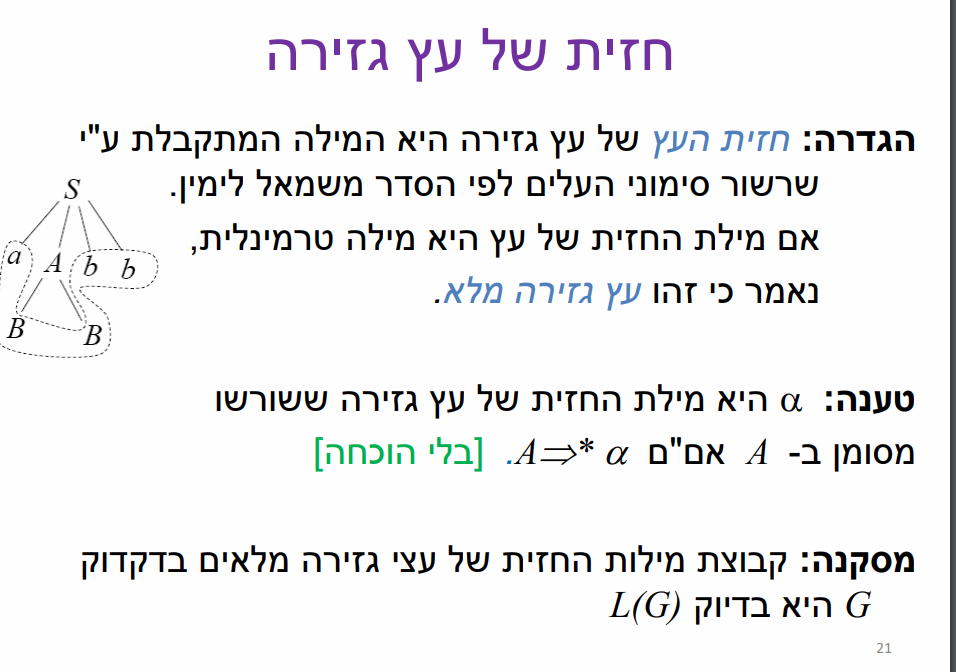 חזית של עץ גזירה
הגדרה: חזית העץ של עץ גזירה היא המילה המתקבלת ע"י
שרשור סימוני העלים לפי הסדר משמאל לימין.
אם מילת החזית של עץ היא מילה טרמינלית,
נאמר כי זהו עץ גזירה מלא.
S
a A b b
B B
טענה: α היא מילת החזית של עץ גזירה ששורשו
מסומן ב- A אם"ם A⇒* α. [בלי הוכחה]
מסקנה: קבוצת מילות החזית של עצי גזירה מלאים בדקדוק
G היא בדיוק L(G)
21